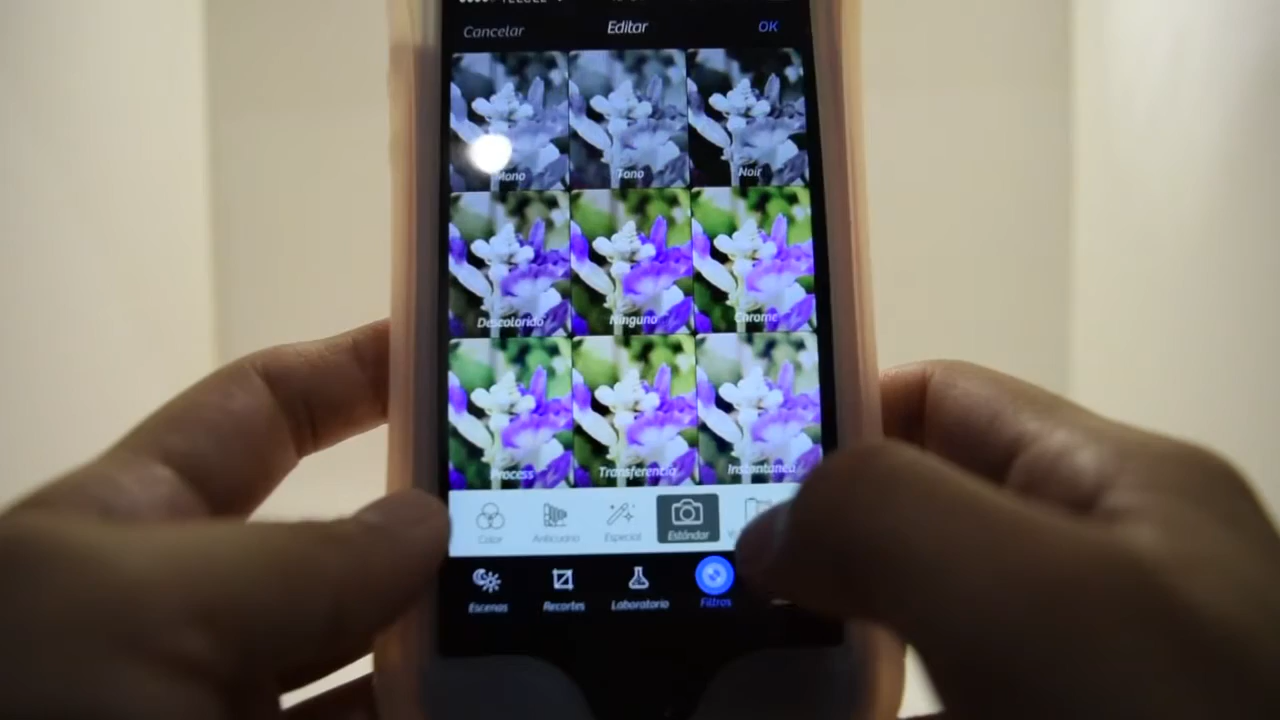 Cancelar Editar OK
Mono Tono Noir
Descolorido Ninguno Chrome
Process Transferencia Instantánea
Color Anticuario Especial Estándar
Escenas Recortes Laboratorio Filtros